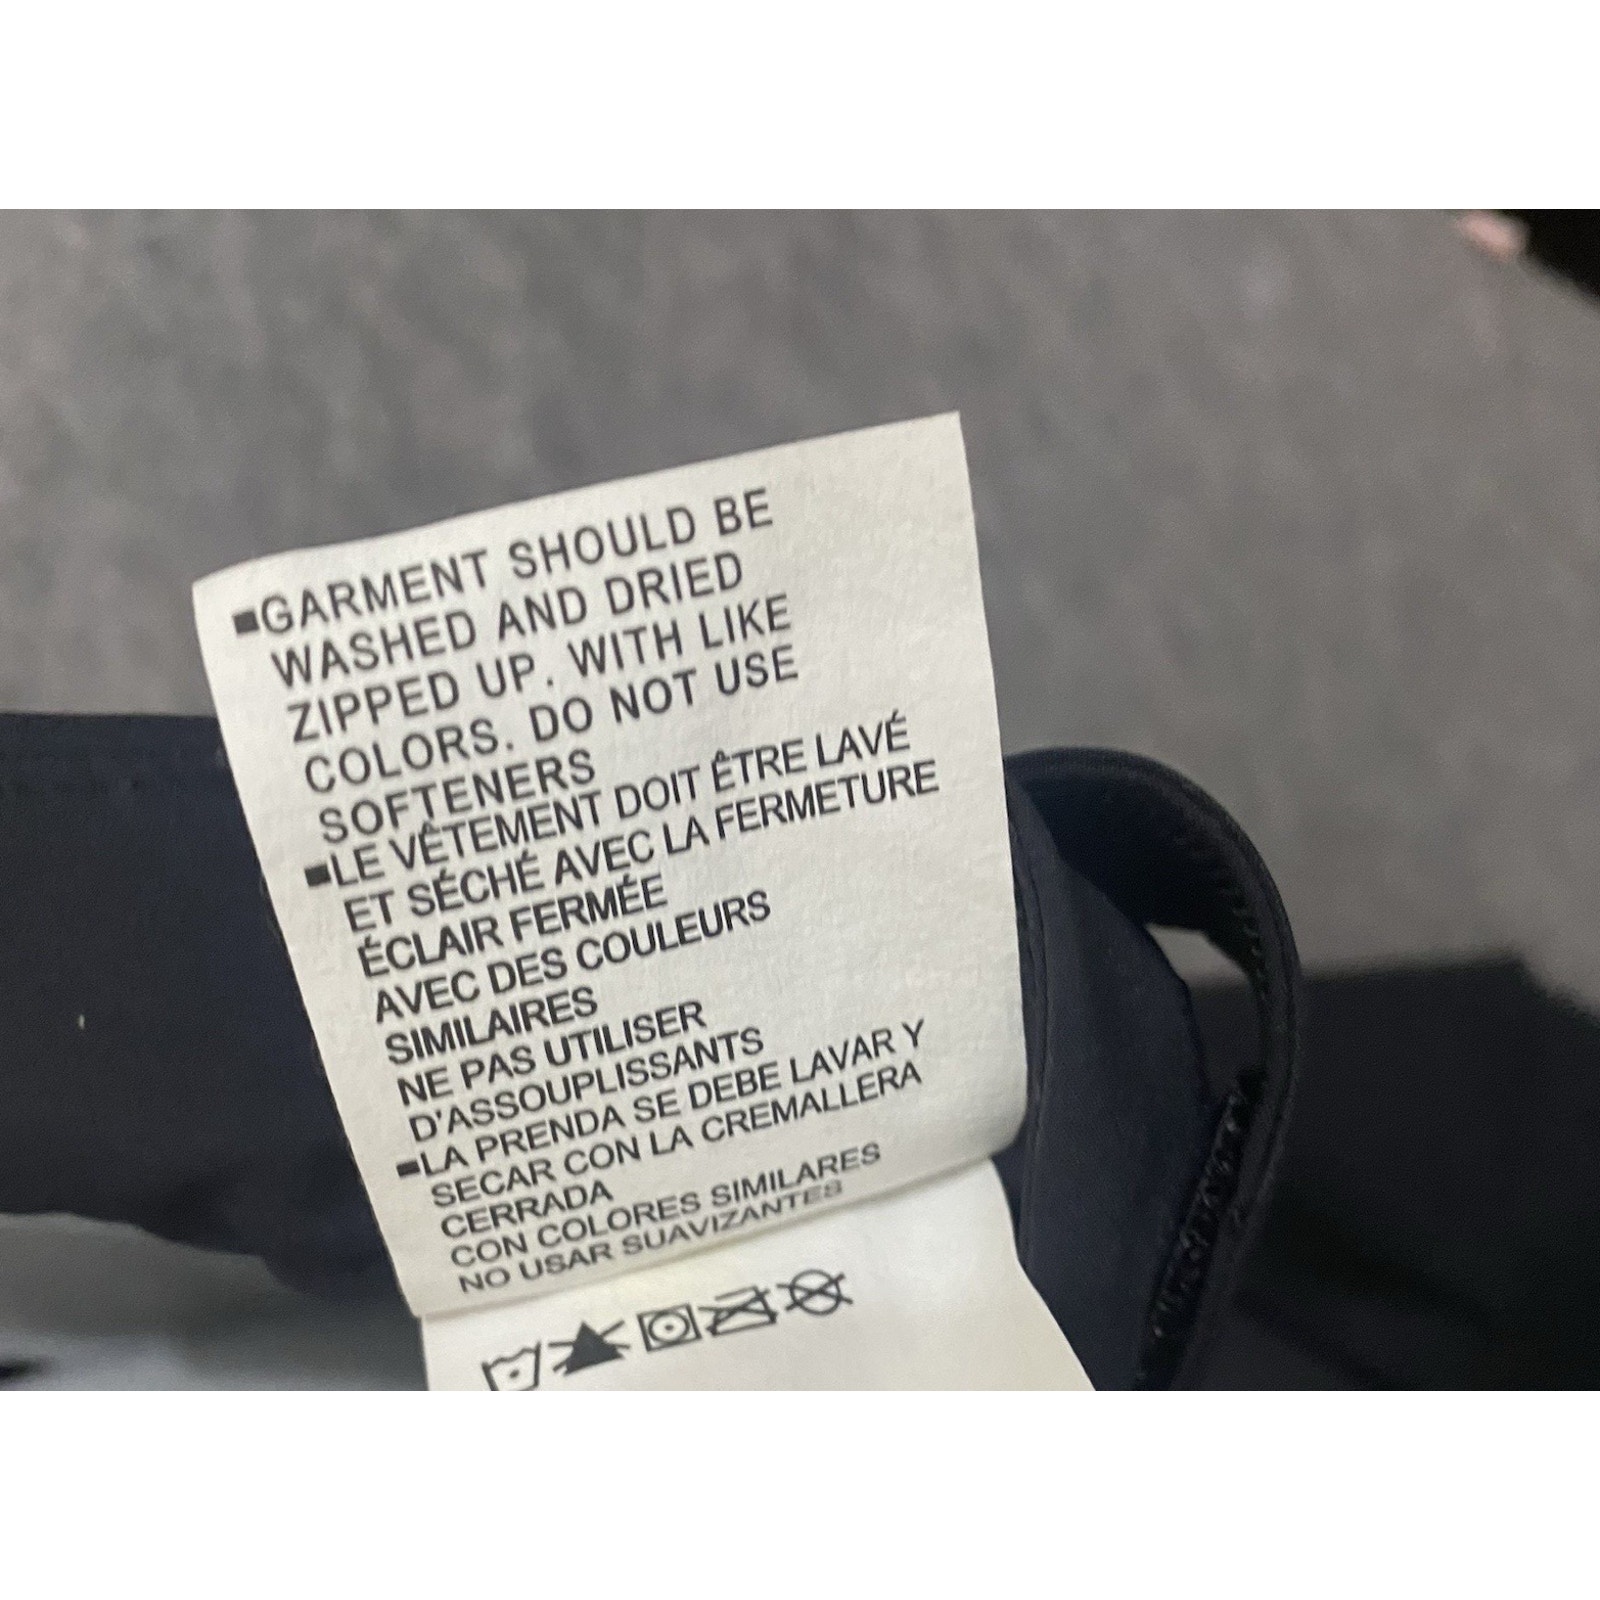 ■GARMENT SHOULD BE
WASHED AND DRIED
ZIPPED UP. WITH LIKE
COLORS. DO NOT USE
SOFTENERS
■LE VÊTEMENT DOIT ÊTRE LAVÉ
ET SÉCHÉ AVEC LA FERMETURE
ÉCLAIR FERMÉE
AVEC DES COULEURS
SIMILAIRES
NE PAS UTILISER
D'ASSOUPLISSANTS
■LA PRENDA SE DEBE LAVAR Y
SECAR CON LA CREMALLERA
CERRADA
CON COLORES SIMILARES
NO USAR SUAVIZANTES